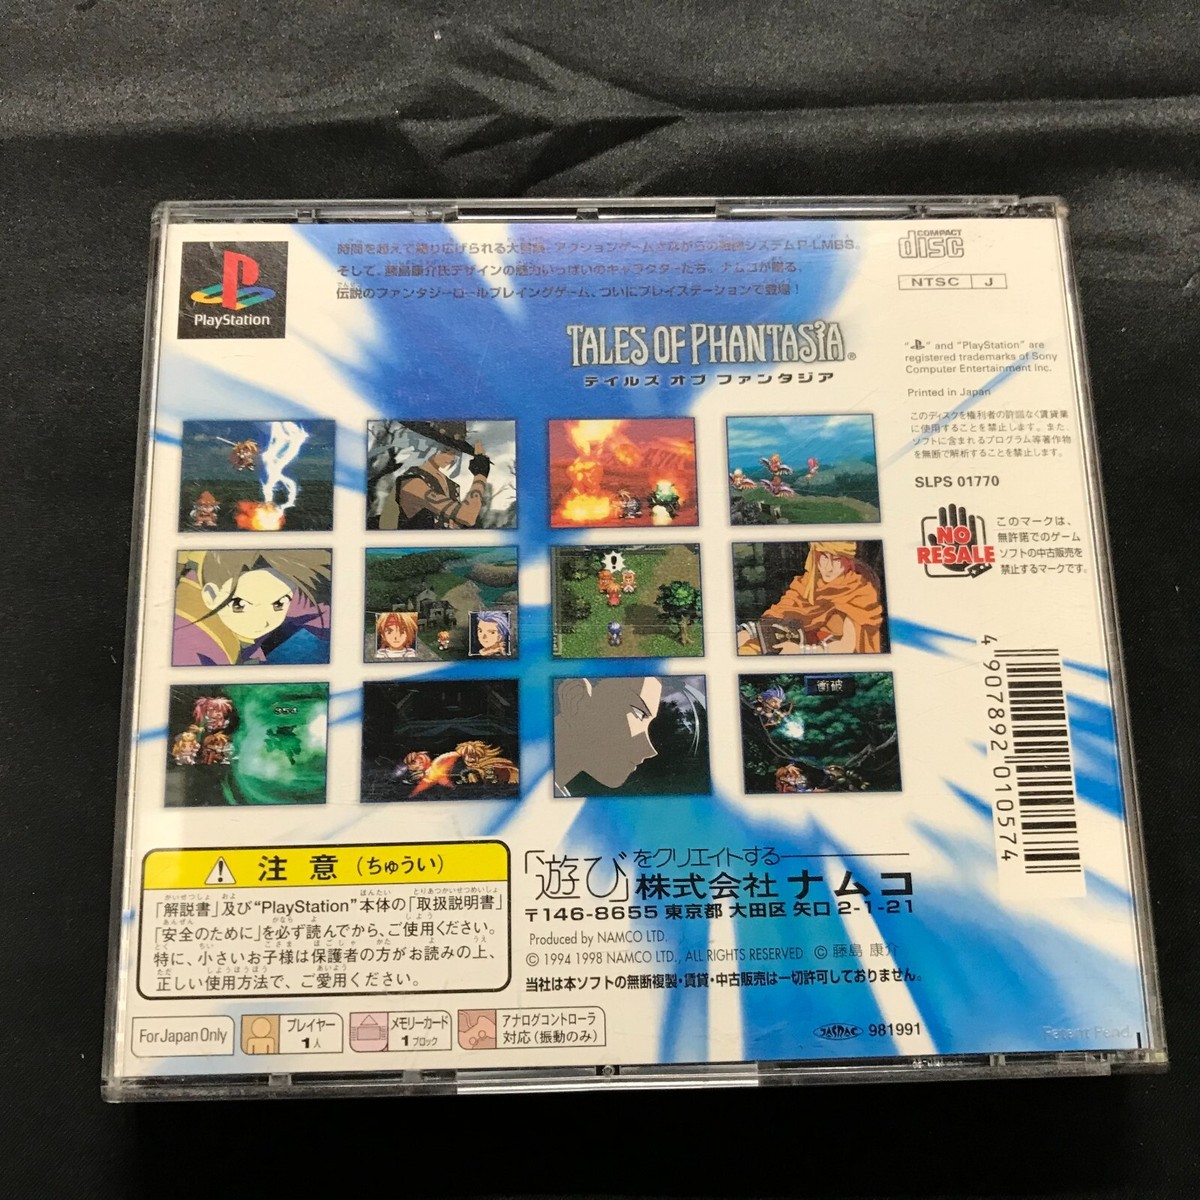 時間を超えて繰り広げられる大冒険、アクションゲームさながらの戦闘システムF-LMBS。
そして、藤島康介氏デザインの魅力いっぱいのキャラクターたち。ナムコが贈る、
伝説のファンタジーロールプレイングゲーム、ついにプレイステーションで登場!
PlayStation
COMPACT
disc
NTSC J
TALES OF PHANTASIA®
テイルズ オブ ファンタジア
" " and "PlayStation" are
registered trademarks of Sony
Computer Entertainment Inc.
Printed in Japan
このディスクを権利者の許諾なく賃貸業
に使用することを禁止します。また、
ソフトに含まれるプログラム等著作物
を無断で解析することを禁止します。
SLPS 01770
NO
RESALE
このマークは、
無許諾でのゲーム
ソフトの中古販売を
禁止するマークです。
!
衝破
4 907892 010574
注意(ちゅうい)
「解説書」及び"PlayStation"本体の「取扱説明書」
「安全のために」を必ず読んでから、ご使用ください。
特に、小さいお子様は保護者の方がお読みの上、
正しい使用方法で、ご愛用ください。
「遊び」をクリエイトする
株式会社 ナムコ
〒146-8655 東京都 大田区 矢口 2-1-21
Produced by NAMCO LTD.
© 1994 1998 NAMCO LTD., ALL RIGHTS RESERVED © 藤島 康介
当社は本ソフトの無断複製・賃貸・中古販売は一切許可しておりません。
For Japan Only
プレイヤー
1人
メモリーカード
1ブロック
アナログコントローラ
対応(振動のみ)
JASRAC 981991
Patent Pend.